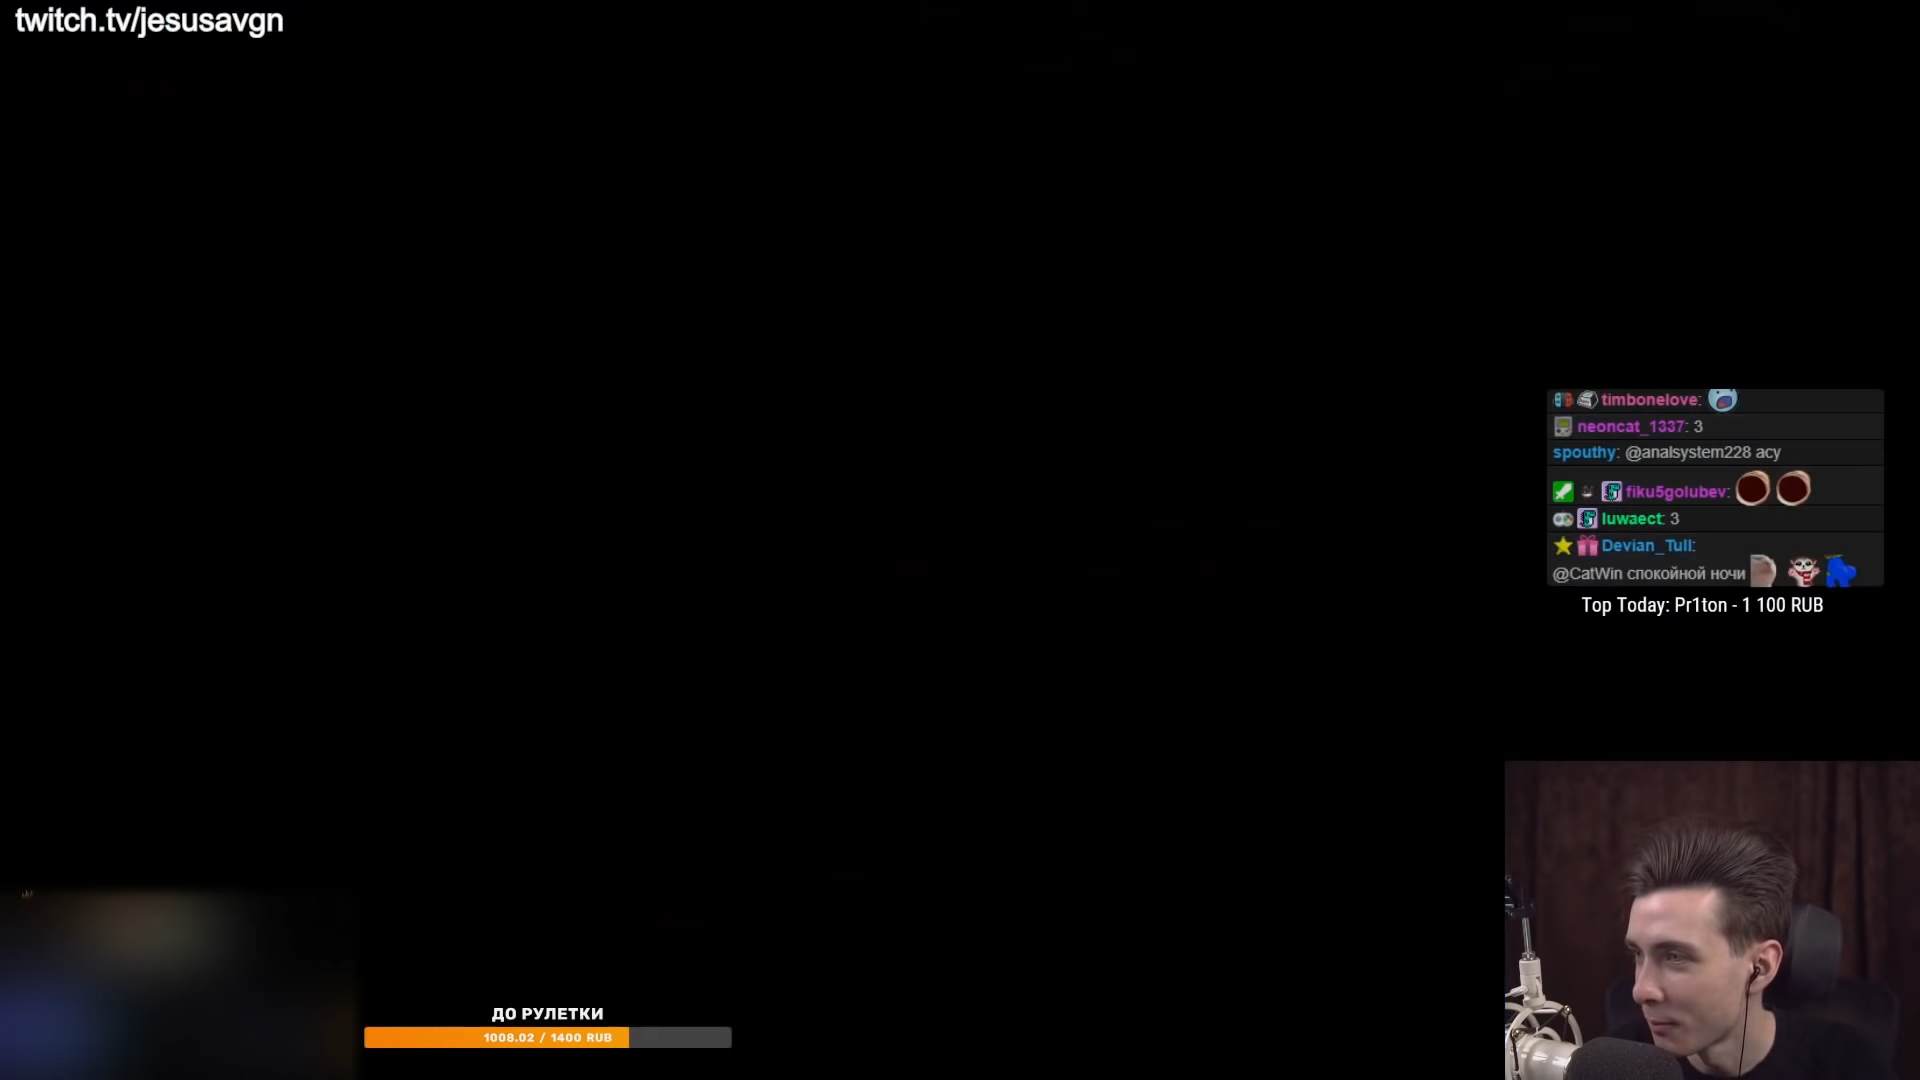 twitch.tv/jesusavgn
timbonelove:
neoncat_1337: 3
spouthy: @analsystem228 асу
fiku5golubev:
luwaect: 3
Devian_Tull:
@CatWin спокойной ночи
Top Today: Pr1ton - 1 100 RUB
ДО РУЛЕТКИ
1008.02 / 1400 RUB